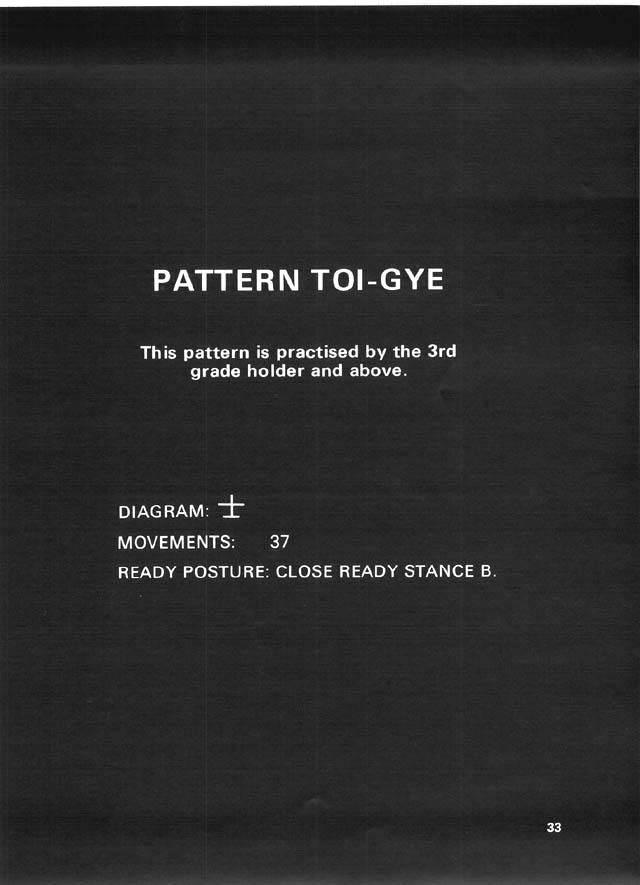 PATTERN TOI-GYE
This pattern is practised by the 3rd
grade holder and above.
DIAGRAM: 士
MOVEMENTS: 37
READY POSTURE: CLOSE READY STANCE B.
33